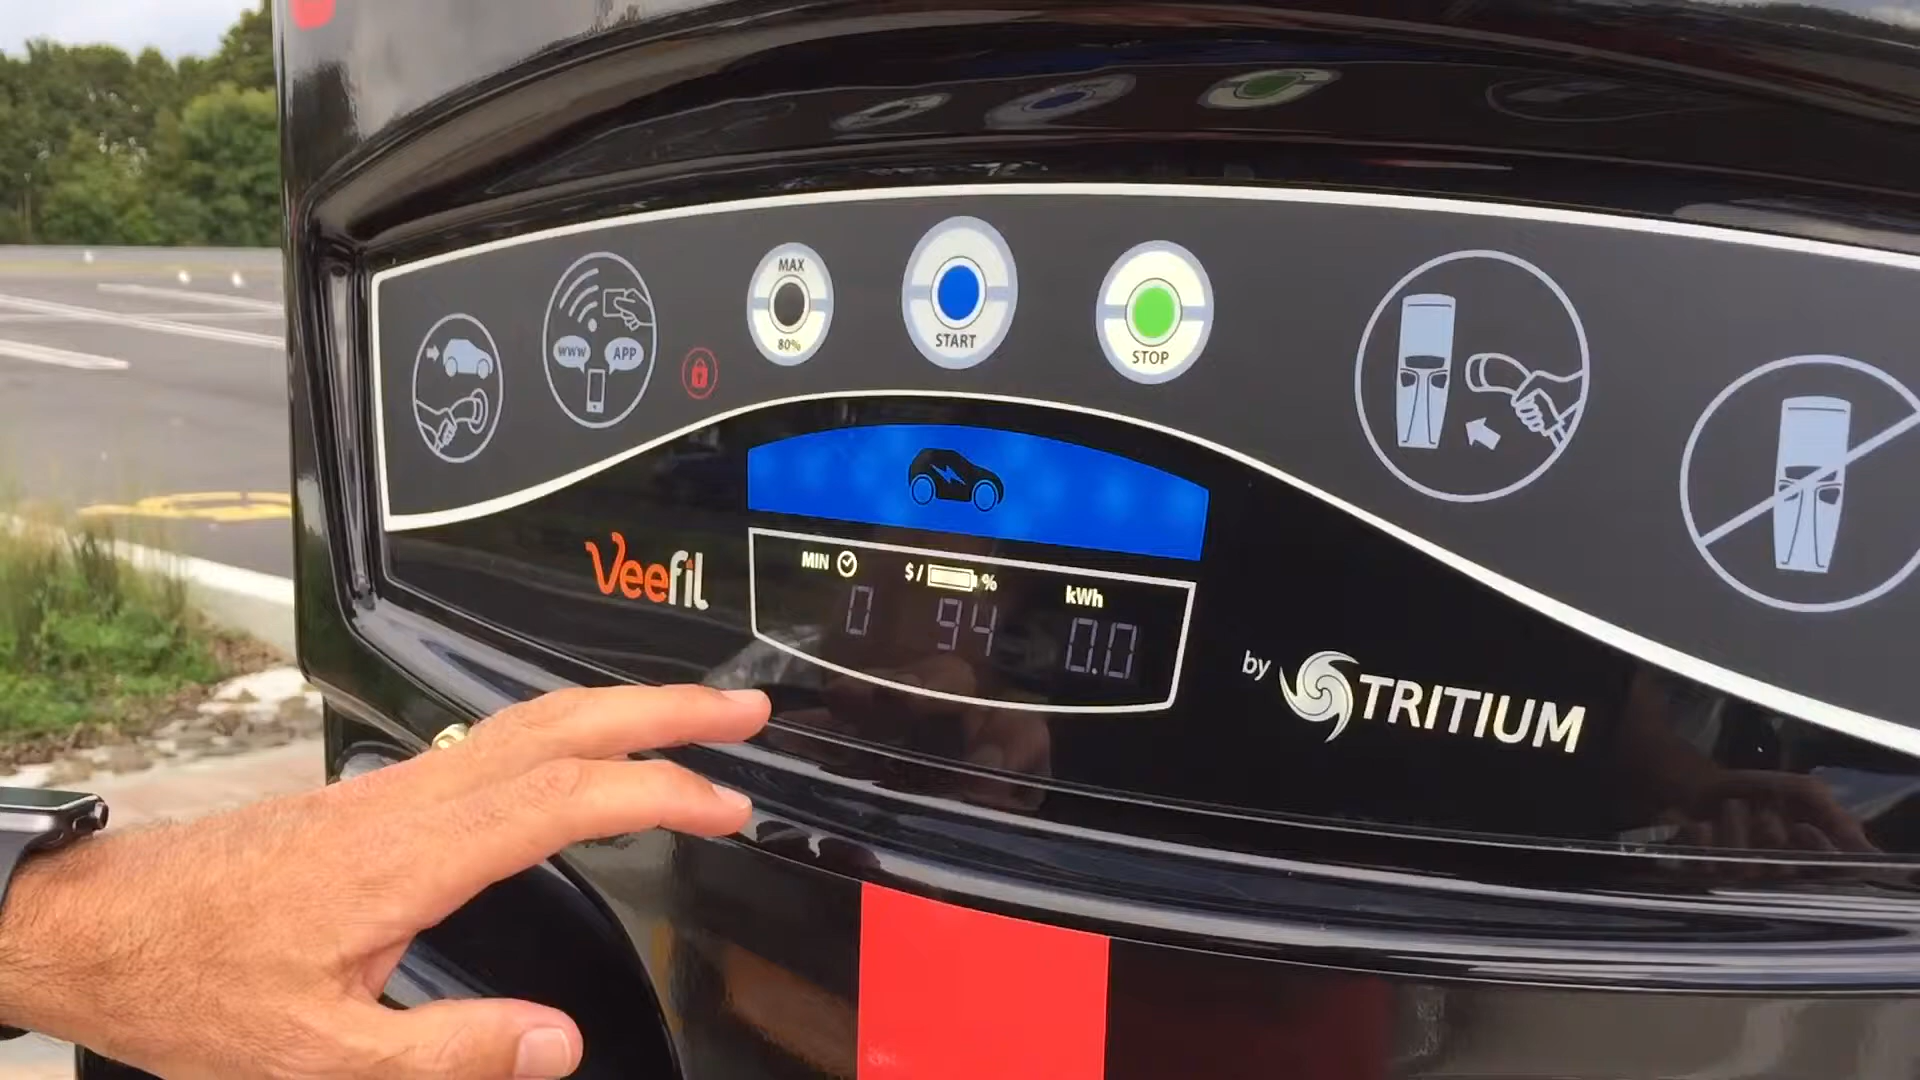 www
APP
MAX
80%
START
STOP
Veefil
MIN
$/ %
kWh
0
94
0.0
by TRITIUM